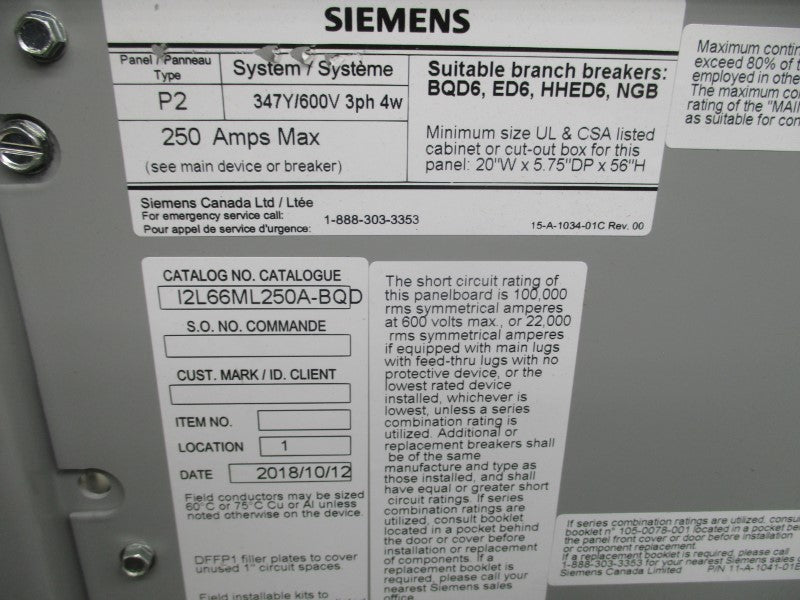 SIEMENS
Panel / Panneau
Type
System / Système
P2
347Y/600V 3ph 4w
250 Amps Max
(see main device or breaker)
Suitable branch breakers:
BQD6, ED6, HHED6, NGB
Minimum size UL & CSA listed
cabinet or cut-out box for this
panel: 20"W x 5.75"DP x 56"H
Siemens Canada Ltd / Ltée
For emergency service call:
Pour appel de service d'urgence:
1-888-303-3353
15-A-1034-01C Rev. 00
Maximum contin
exceed 80% of t
employed in othe
The maximum co
rating of the "MAI
as suitable for con
CATALOG NO. CATALOGUE
I2L66ML250A-BQD
S.O. NO. COMMANDE
CUST. MARK / ID. CLIENT
ITEM NO.
LOCATION 1
DATE 2018/10/12
Field conductors may be sized
60°C or 75°C Cu or Al unless
noted otherwise on the device.
DFFP1 filler plates to cover
unused 1" circuit spaces.
Field installable kits to
The short circuit rating of
this panelboard is 100,000
rms symmetrical amperes
at 600 volts max., or 22,000
rms symmetrical amperes
if equipped with main lugs
with feed-thru lugs with no
protective device, or the
lowest rated device
installed, whichever is
lowest, unless a series
combination rating is
utilized. Additional or
replacement breakers shall
be of the same
manufacture and type as
those installed, and shall
have equal or greater short
circuit ratings. If series
combination ratings are
utilized, consult booklet
located in a pocket behind
the door or cover before
installation or replacement
of components. If a
replacement booklet is
required, please call your
nearest Siemens sales
office.
If series combination ratings are utilized, consu
booklet n° 105-0078-001 located in a pocket beh
the panel front cover or door before installation
or component replacement.
If a replacement booklet is required, please call
1-888-303-3353 for your nearest Siemens sales o
Siemens Canada Limited P/N 11-A-1041-01E